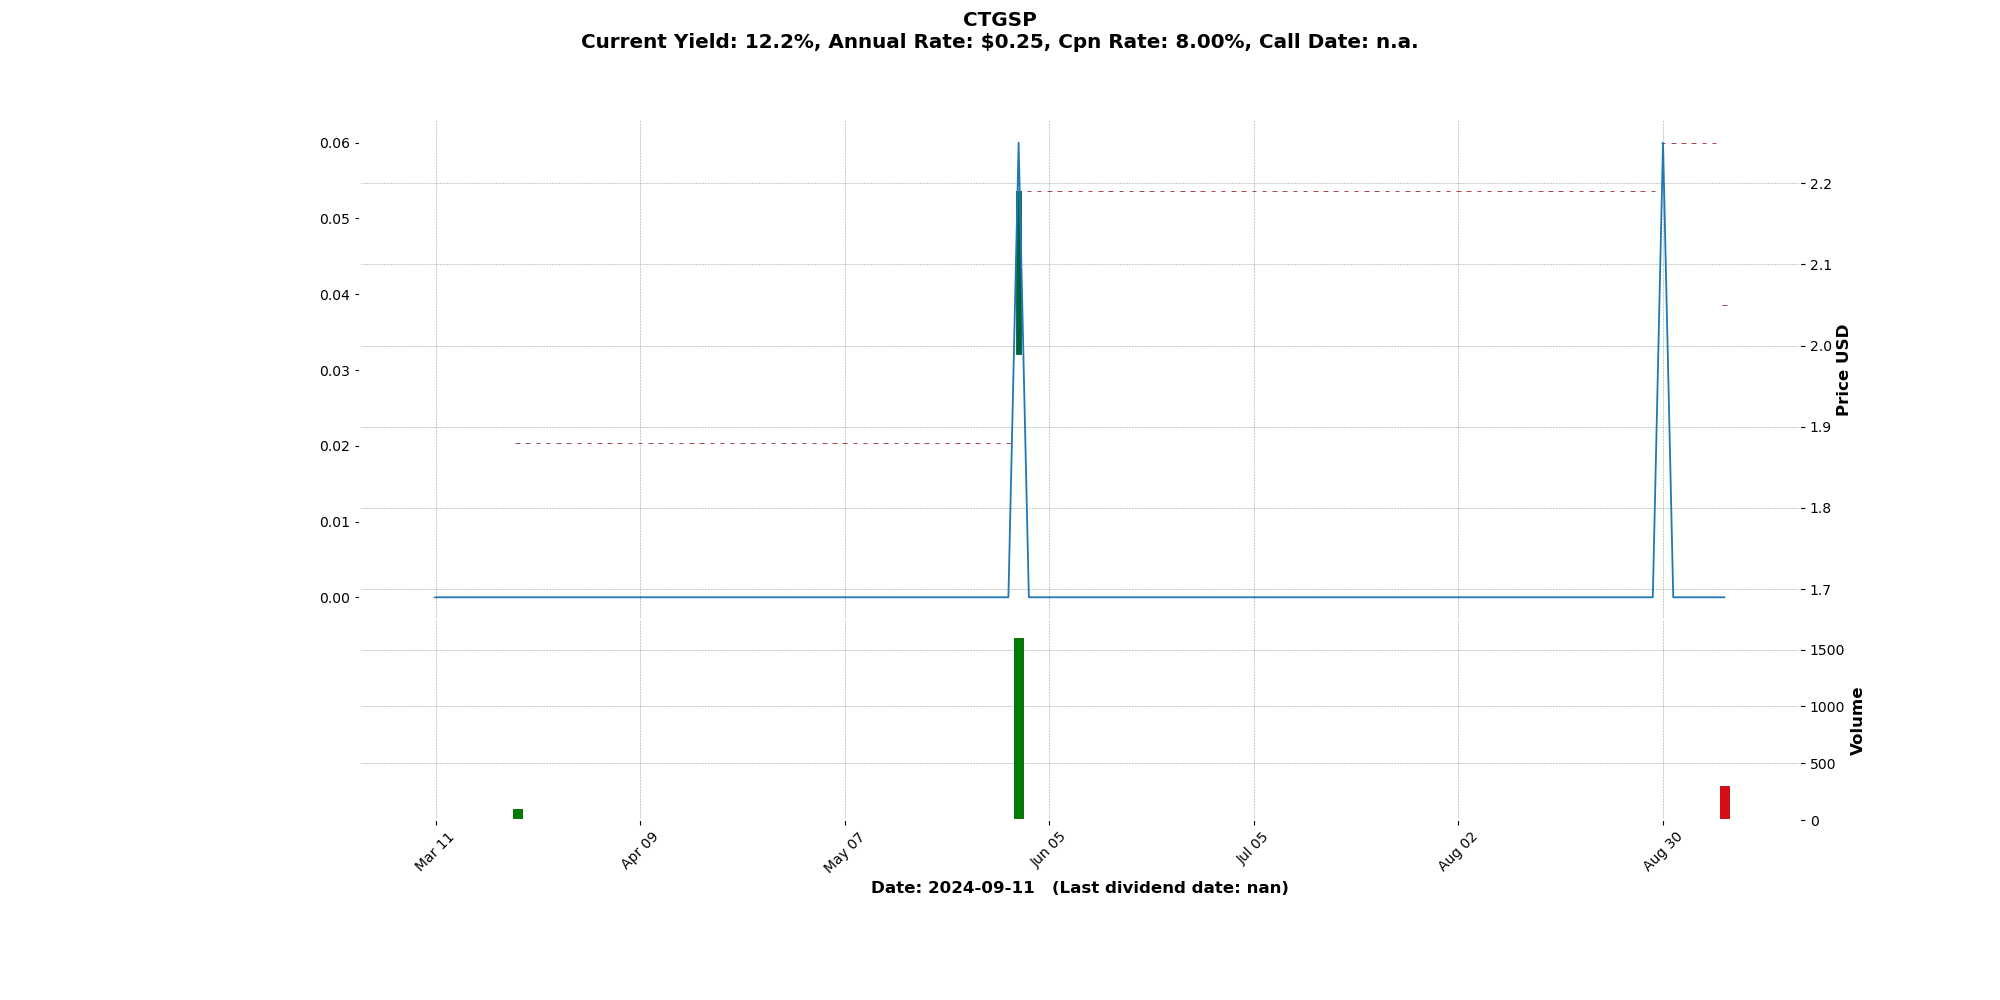 CTGSP
Current Yield: 12.2%, Annual Rate: $0.25, Cpn Rate: 8.00%, Call Date: n.a.
0.06
0.05
0.04
0.03
0.02
0.01
0.00
2.2
2.1
2.0
1.9
1.8
1.7
Price USD
1500
1000
500
0
Volume
Mar 11
Apr 09
May 07
Jun 05
Jul 05
Aug 02
Aug 30
Date: 2024-09-11   (Last dividend date: nan)